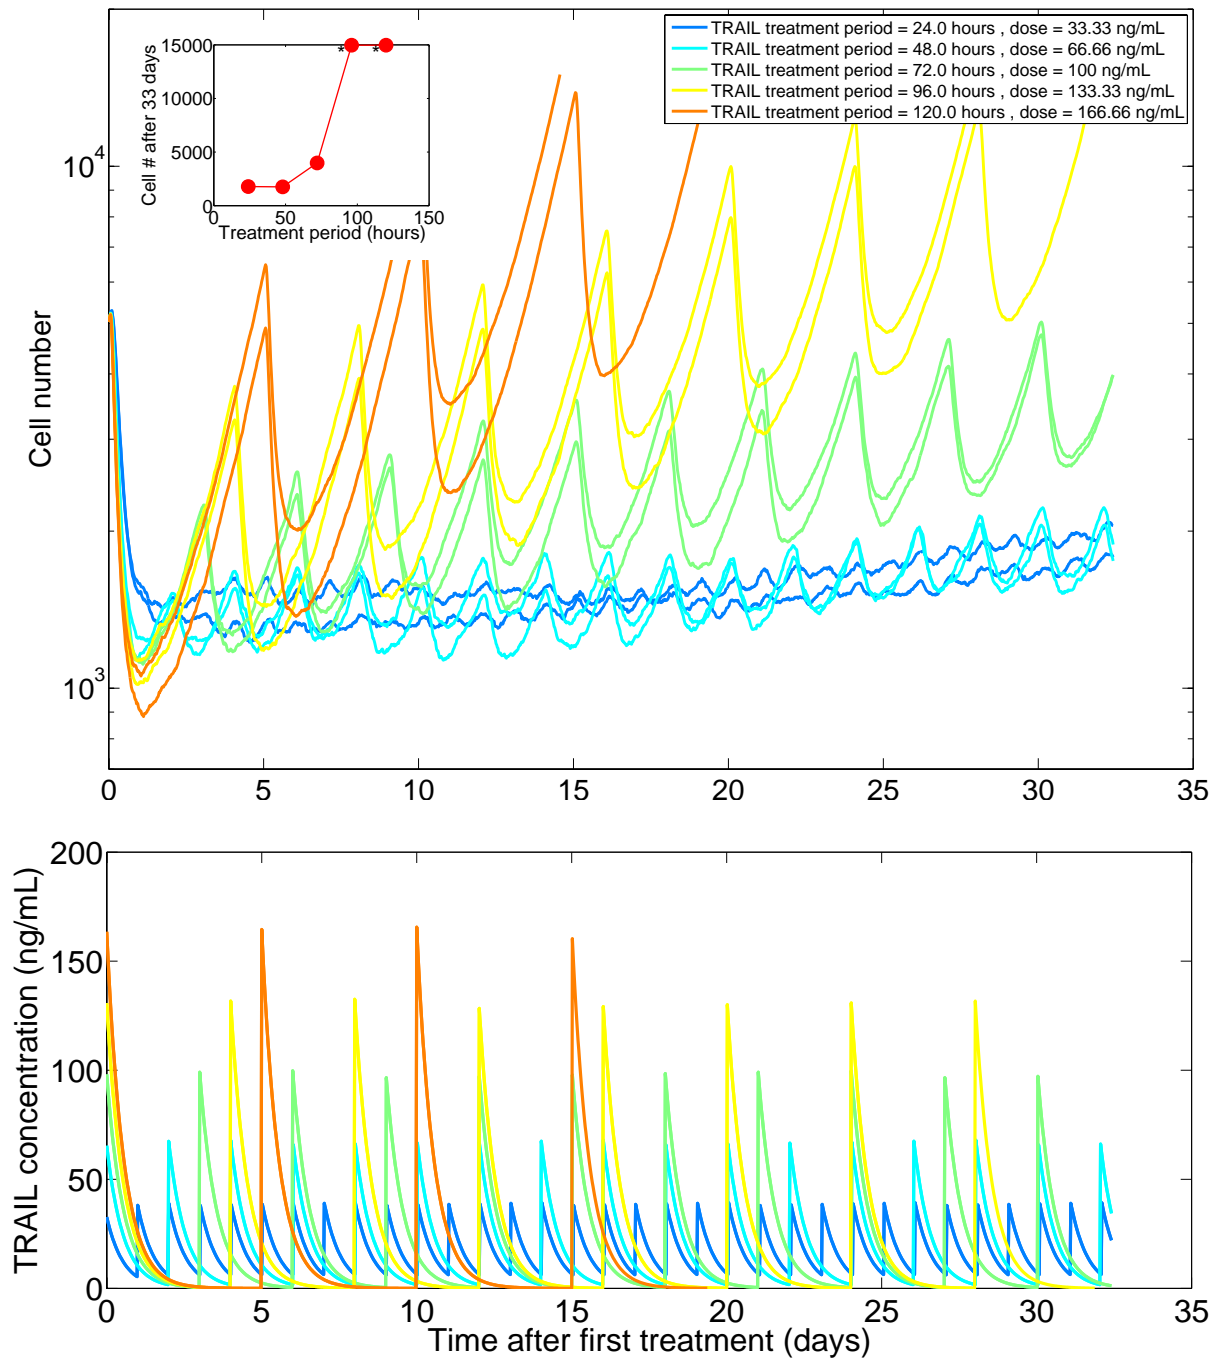 TRAIL treatment period = 24.0 hours , dose = 33.33 ng/mL
TRAIL treatment period = 48.0 hours , dose = 66.66 ng/mL
TRAIL treatment period = 72.0 hours , dose = 100 ng/mL
TRAIL treatment period = 96.0 hours , dose = 133.33 ng/mL
TRAIL treatment period = 120.0 hours , dose = 166.66 ng/mL
Cell # after 33 days
15000
10000
5000
0
* *
0 50 100 150
Treatment period (hours)
Cell number
10^4
10^3
0 5 10 15 20 25 30 35
TRAIL concentration (ng/mL)
200
150
100
50
0
0 5 10 15 20 25 30 35
Time after first treatment (days)